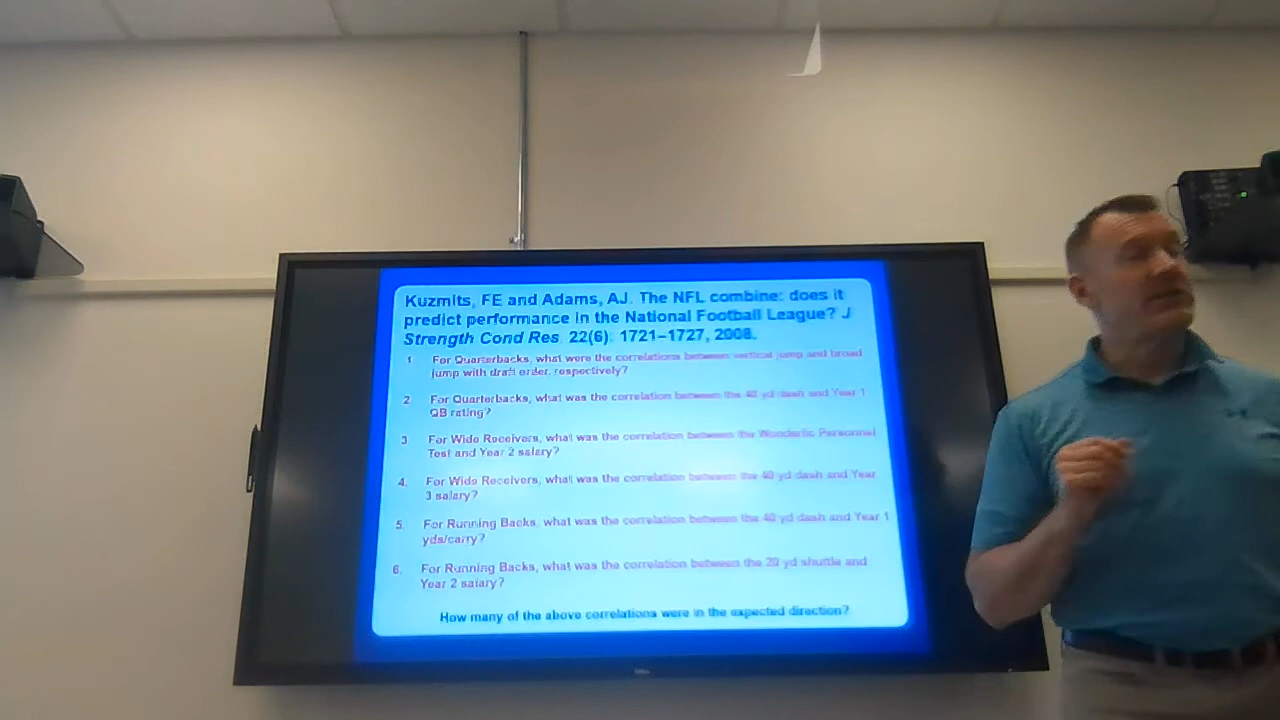 Kuzmits, FE and Adams, AJ. The NFL combine: does it
predict performance in the National Football League? J
Strength Cond Res. 22(6): 1721–1727, 2008.
1 For Quarterbacks, what were the correlations between vertical jump and broad
jump with draft order, respectively?
2. For Quarterbacks, what was the correlation between the 40 yd dash and Year 1
QB rating?
3 For Wide Receivers, what was the correlation between the Wonderlic Personnel
Test and Year 2 salary?
4. For Wide Receivers, what was the correlation between the 40 yd dash and Year
3 salary?
5. For Running Backs, what was the correlation between the 40 yd dash and Year 1
yds/carry?
6. For Running Backs, what was the correlation between the 20 yd shuttle and
Year 2 salary?
How many of the above correlations were in the expected direction?